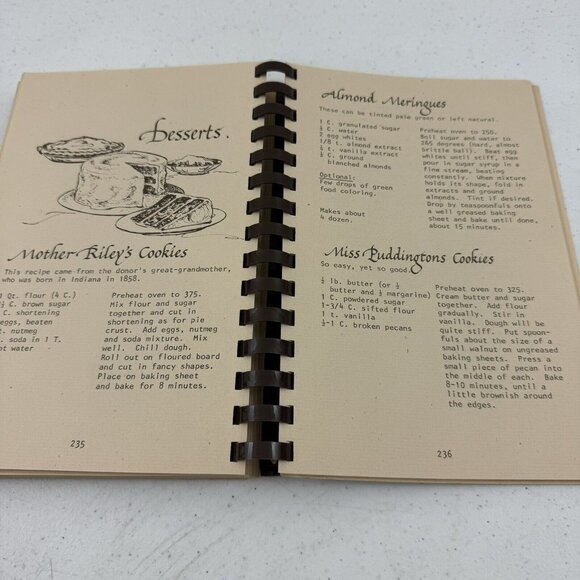 Desserts.
Mother Riley's Cookies
This recipe came from the donor's great-grandmother,
who was born in Indiana in 1858.
Qt. flour (4 C.)
C. brown sugar
C. shortening
eggs, beaten
nutmeg
soda in 1 T.
water
Preheat oven to 375.
Mix flour and sugar
together and cut in
shortening as for pie
crust. Add eggs, nutmeg
and soda mixture. Mix
well. Chill dough.
Roll out on floured board
and cut in fancy shapes.
Place on baking sheet
and bake for 8 minutes.
235
Almond Meringues
These can be tinted pale green or left natural.
1 C. granulated sugar
C. water
2 egg whites
1/8 t. almond extract
t. vanilla extract
C. ground
blanched almonds
Optional:
Few drops of green
food coloring.
Makes about
4 dozen.
Preheat oven to 250.
Boil sugar and water to
265 degrees (hard, almost
brittle ball). Beat egg
whites until stiff, then
pour in sugar syrup in a
fine stream, beating
constantly. When mixture
holds its shape, fold in
extracts and ground
almonds. Tint if desired.
Drop by teaspoonfuls onto
a well greased baking
sheet and bake until done,
about 15 minutes.
Miss Puddingtons Cookies
So easy, yet so good.
½ lb. butter (or ½
butter and ½ margarine)
1 C. powdered sugar
1-3/4 C. sifted flour
1 t. vanilla
½-1 C. broken pecans
Preheat oven to 325.
Cream butter and sugar
together. Add flour
gradually. Stir in
vanilla. Dough will be
quite stiff. Put spoon-
fuls about the size of a
small walnut on ungreased
baking sheets. Press a
small piece of pecan into
the middle of each. Bake
8-10 minutes, until a
little brownish around
the edges.
236